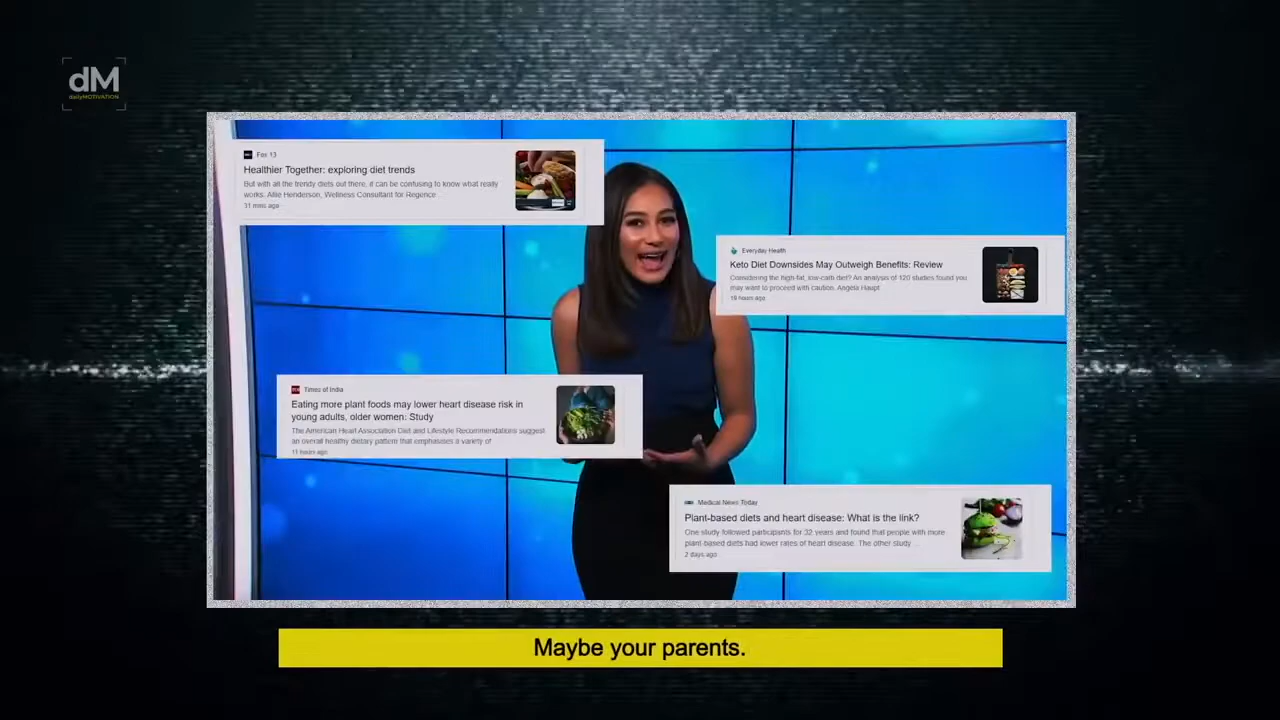 dM
dailyMOTIVATION
Fox 13
Healthier Together: exploring diet trends
But with all the trendy diets out there, it can be confusing to know what really
works. Allie Henderson, Wellness Consultant for Regence ...
31 mins ago
Everyday Health
Keto Diet Downsides May Outweigh Benefits: Review
Considering the high-fat, low-carb diet? An analysis of 120 studies found you
may want to proceed with caution. Angela Haupt
19 hours ago
Times of India
Eating more plant foods may lower heart disease risk in
young adults, older women: Study
The American Heart Association Diet and Lifestyle Recommendations suggest
an overall healthy dietary pattern that emphasises a variety of
11 hours ago
Medical News Today
Plant-based diets and heart disease: What is the link?
One study followed participants for 32 years and found that people with more
plant-based diets had lower rates of heart disease. The other study ...
2 days ago
Maybe your parents.